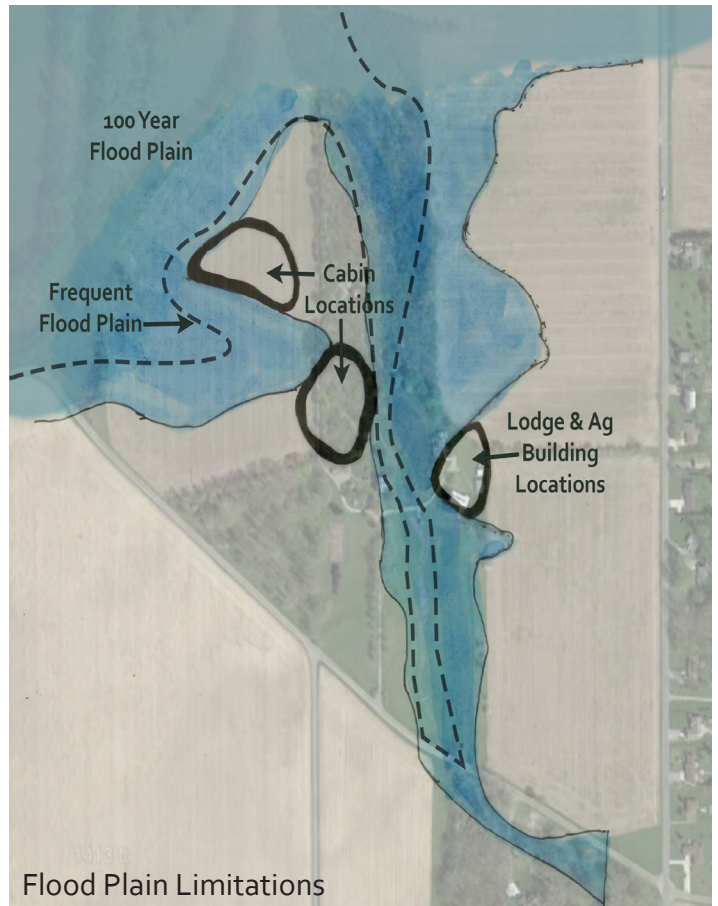 100 Year
Flood Plain
Cabin
Locations
Frequent
Flood Plain
Lodge & Ag
Building
Locations
Flood Plain Limitations